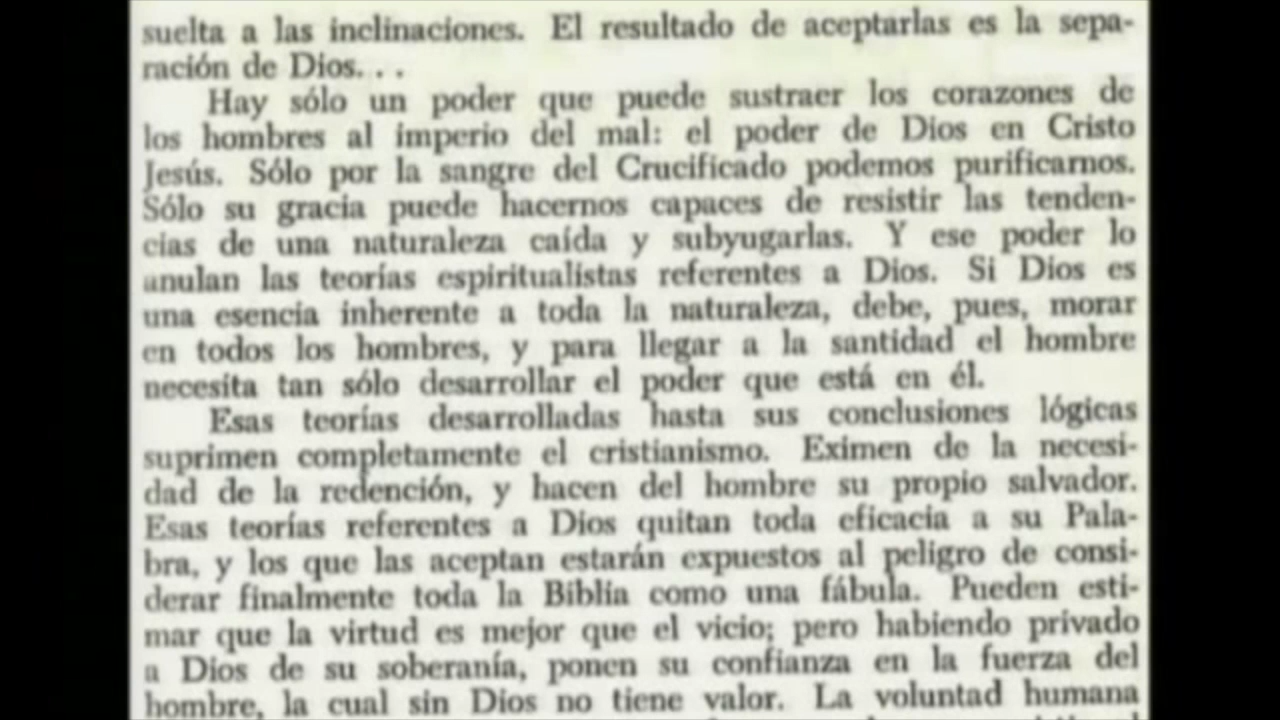 suelta a las inclinaciones. El resultado de aceptarlas es la sepa-
ración de Dios. . .
Hay sólo un poder que puede sustraer los corazones de
los hombres al imperio del mal: el poder de Dios en Cristo
Jesús. Sólo por la sangre del Crucificado podemos purificarnos.
Sólo su gracia puede hacernos capaces de resistir las tenden-
cias de una naturaleza caída y subyugarlas. Y ese poder lo
anulan las teorías espiritualistas referentes a Dios. Si Dios es
una esencia inherente a toda la naturaleza, debe, pues, morar
en todos los hombres, y para llegar a la santidad el hombre
necesita tan sólo desarrollar el poder que está en él.
Esas teorías desarrolladas hasta sus conclusiones lógicas
suprimen completamente el cristianismo. Eximen de la necesi-
dad de la redención, y hacen del hombre su propio salvador.
Esas teorías referentes a Dios quitan toda eficacia a su Pala-
bra, y los que las aceptan estarán expuestos al peligro de consi-
derar finalmente toda la Biblia como una fábula. Pueden esti-
mar que la virtud es mejor que el vicio; pero habiendo privado
a Dios de su soberanía, ponen su confianza en la fuerza del
hombre, la cual sin Dios no tiene valor. La voluntad humana